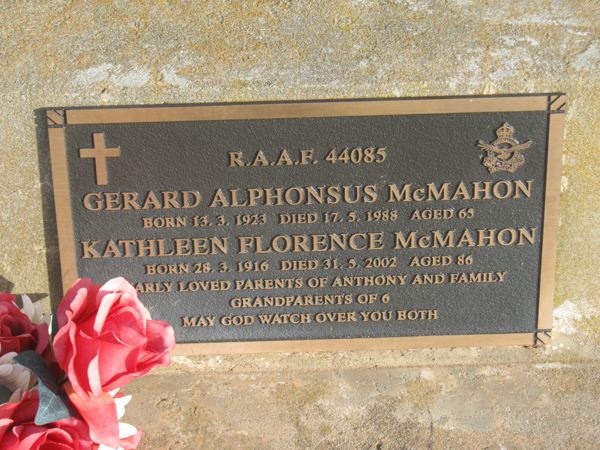 R.A.A.F. 44085
GERARD ALPHONSUS McMAHON
BORN 13. 3. 1923 DIED 17. 5. 1988 AGED 65
KATHLEEN FLORENCE McMAHON
BORN 28. 3. 1916 DIED 31. 5. 2002 AGED 86
ARLY LOVED PARENTS OF ANTHONY AND FAMILY
GRANDPARENTS OF 6
MAY GOD WATCH OVER YOU BOTH